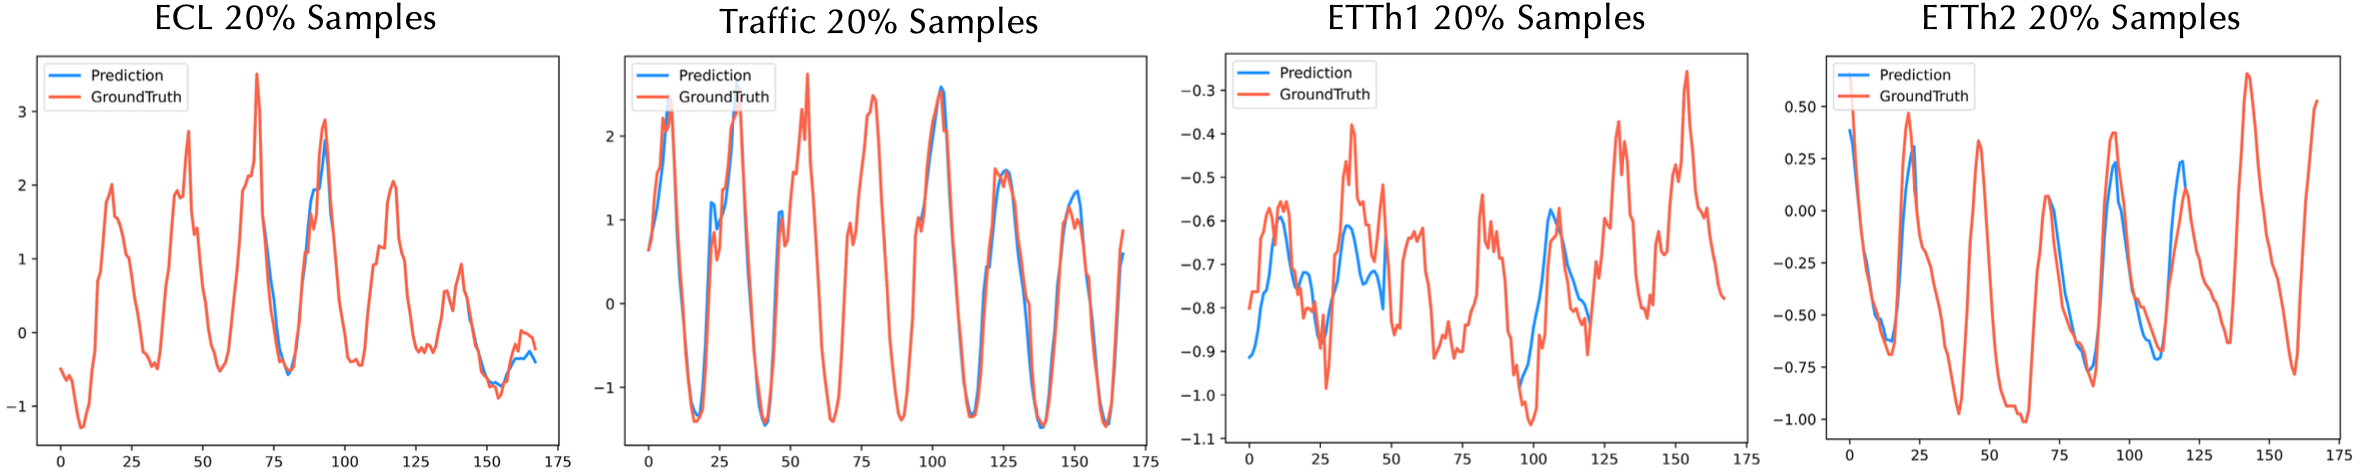 ECL 20% Samples
Prediction
GroundTruth
3
2
1
0
−1
0 25 50 75 100 125 150 175
Traffic 20% Samples
Prediction
GroundTruth
2
1
0
−1
0 25 50 75 100 125 150 175
ETTh1 20% Samples
Prediction
GroundTruth
−0.3
−0.4
−0.5
−0.6
−0.7
−0.8
−0.9
−1.0
−1.1
0 25 50 75 100 125 150 175
ETTh2 20% Samples
Prediction
GroundTruth
0.50
0.25
0.00
−0.25
−0.50
−0.75
−1.00
0 25 50 75 100 125 150 175